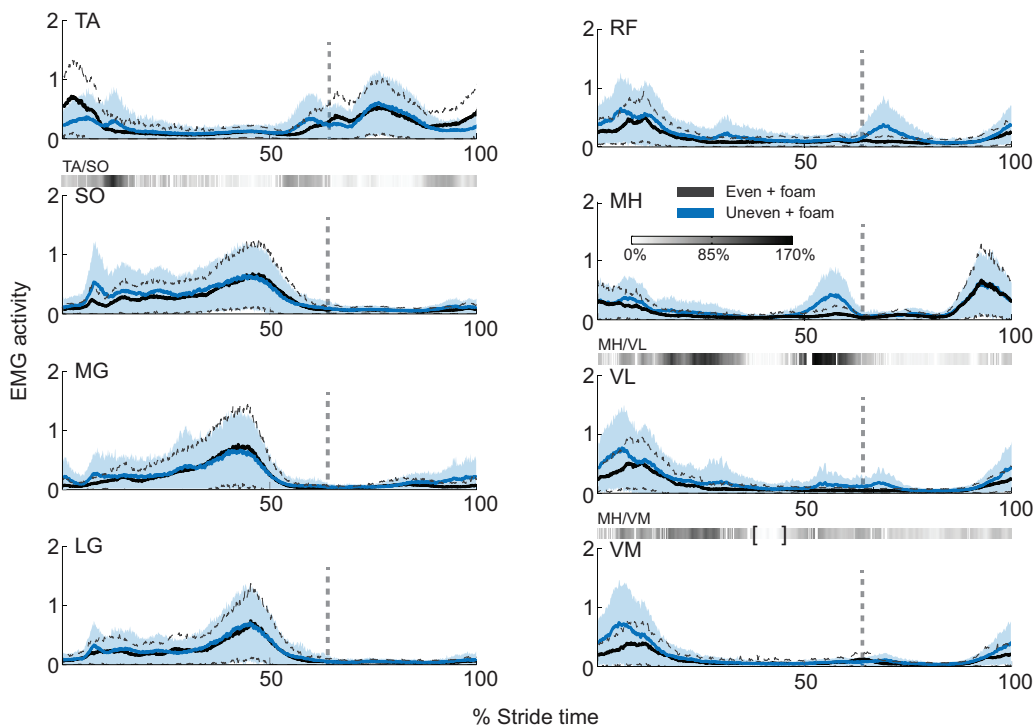 EMG activity
TA
2
1
0
50
100
TA/SO
SO
2
1
0
50
100
MG
2
1
0
50
100
LG
2
1
0
50
100
RF
2
1
0
50
100
MH
2
1
0
Even + foam
Uneven + foam
0% 85% 170%
50
100
MH/VL
VL
2
1
0
50
100
MH/VM
[ ]
VM
2
1
0
50
100
% Stride time